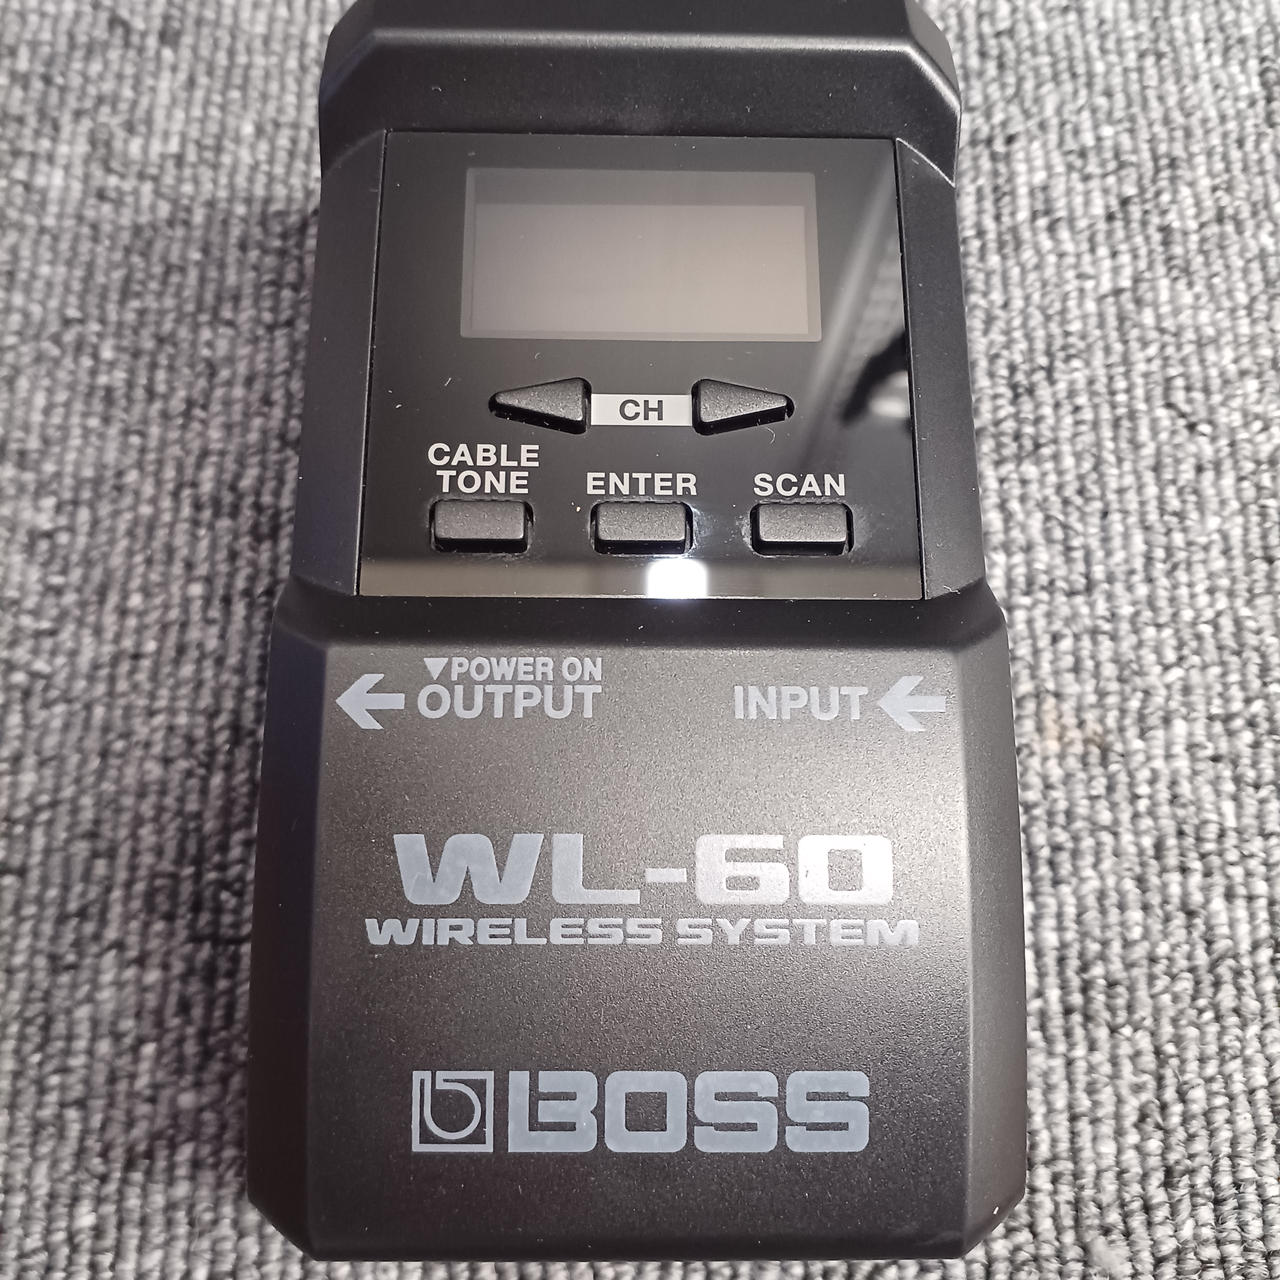 CH
CABLE
TONE
ENTER
SCAN
▼POWER ON
OUTPUT
INPUT
WL-60
WIRELESS SYSTEM
BOSS